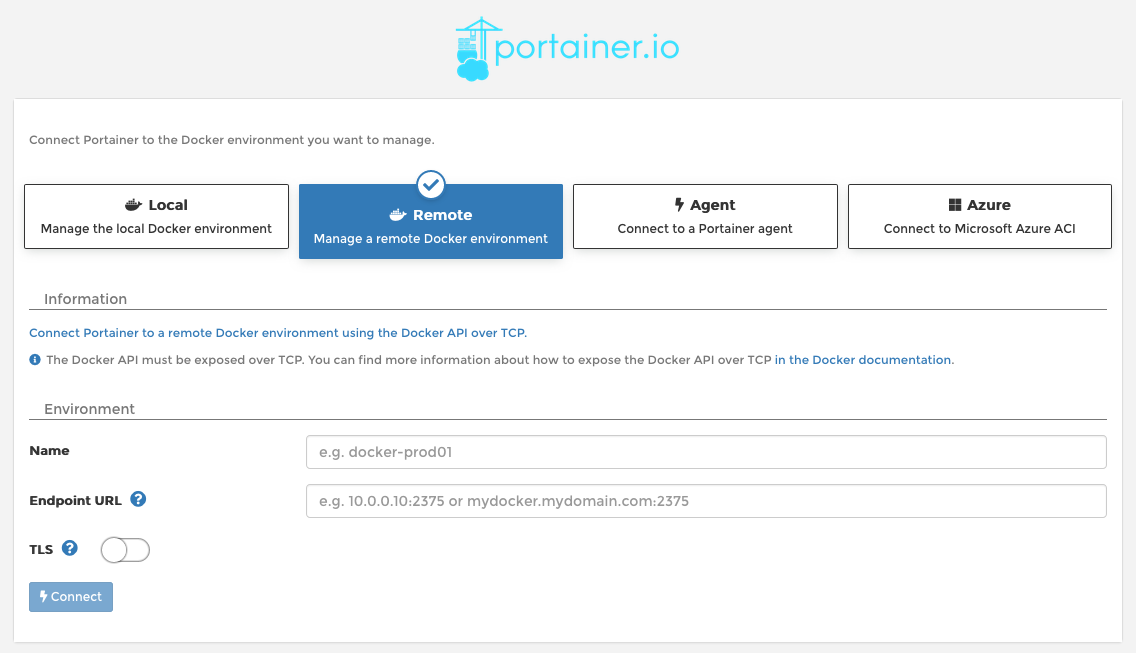 portainer.io
Connect Portainer to the Docker environment you want to manage.
Local
Manage the local Docker environment
Remote
Manage a remote Docker environment
Agent
Connect to a Portainer agent
Azure
Connect to Microsoft Azure ACI
Information
Connect Portainer to a remote Docker environment using the Docker API over TCP.
The Docker API must be exposed over TCP. You can find more information about how to expose the Docker API over TCP in the Docker documentation.
Environment
Name
e.g. docker-prod01
Endpoint URL
e.g. 10.0.0.10:2375 or mydocker.mydomain.com:2375
TLS
Connect